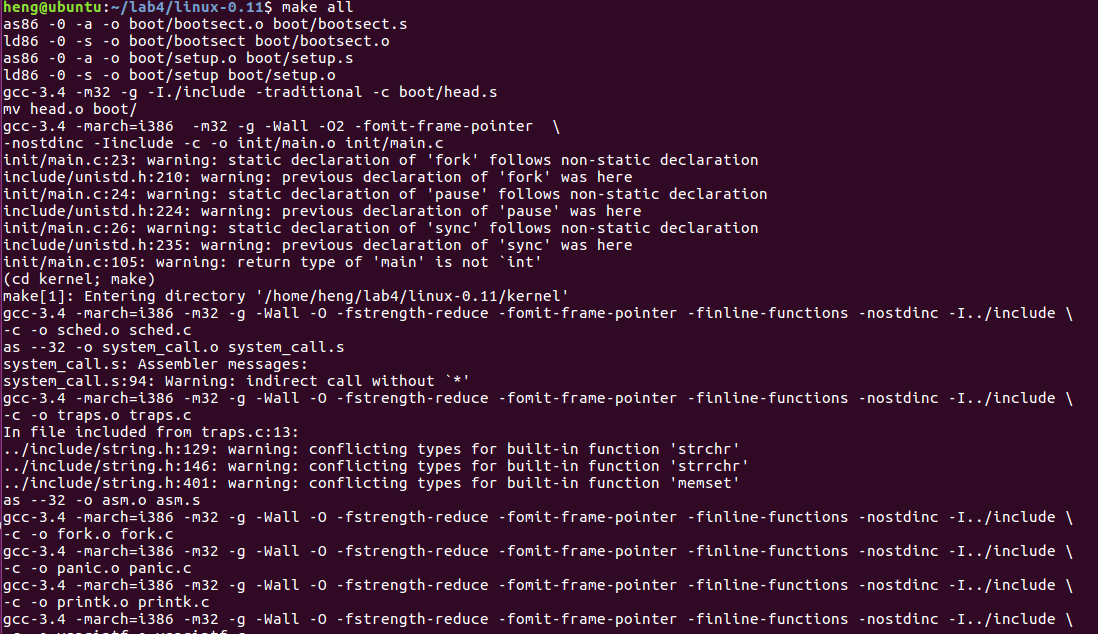 heng@ubuntu:~/lab4/linux-0.11$ make all
as86 -0 -a -o boot/bootsect.o boot/bootsect.s
ld86 -0 -s -o boot/bootsect boot/bootsect.o
as86 -0 -a -o boot/setup.o boot/setup.s
ld86 -0 -s -o boot/setup boot/setup.o
gcc-3.4 -m32 -g -I./include -traditional -c boot/head.s
mv head.o boot/
gcc-3.4 -march=i386  -m32 -g -Wall -O2 -fomit-frame-pointer  \
-nostdinc -Iinclude -c -o init/main.o init/main.c
init/main.c:23: warning: static declaration of 'fork' follows non-static declaration
include/unistd.h:210: warning: previous declaration of 'fork' was here
init/main.c:24: warning: static declaration of 'pause' follows non-static declaration
include/unistd.h:224: warning: previous declaration of 'pause' was here
init/main.c:26: warning: static declaration of 'sync' follows non-static declaration
include/unistd.h:235: warning: previous declaration of 'sync' was here
init/main.c:105: warning: return type of 'main' is not `int'
(cd kernel; make)
make[1]: Entering directory '/home/heng/lab4/linux-0.11/kernel'
gcc-3.4 -march=i386 -m32 -g -Wall -O -fstrength-reduce -fomit-frame-pointer -finline-functions -nostdinc -I../include \
-c -o sched.o sched.c
as --32 -o system_call.o system_call.s
system_call.s: Assembler messages:
system_call.s:94: Warning: indirect call without `*'
gcc-3.4 -march=i386 -m32 -g -Wall -O -fstrength-reduce -fomit-frame-pointer -finline-functions -nostdinc -I../include \
-c -o traps.o traps.c
In file included from traps.c:13:
../include/string.h:129: warning: conflicting types for built-in function 'strchr'
../include/string.h:146: warning: conflicting types for built-in function 'strrchr'
../include/string.h:401: warning: conflicting types for built-in function 'memset'
as --32 -o asm.o asm.s
gcc-3.4 -march=i386 -m32 -g -Wall -O -fstrength-reduce -fomit-frame-pointer -finline-functions -nostdinc -I../include \
-c -o fork.o fork.c
gcc-3.4 -march=i386 -m32 -g -Wall -O -fstrength-reduce -fomit-frame-pointer -finline-functions -nostdinc -I../include \
-c -o panic.o panic.c
gcc-3.4 -march=i386 -m32 -g -Wall -O -fstrength-reduce -fomit-frame-pointer -finline-functions -nostdinc -I../include \
-c -o printk.o printk.c
gcc-3.4 -march=i386 -m32 -g -Wall -O -fstrength-reduce -fomit-frame-pointer -finline-functions -nostdinc -I../include \